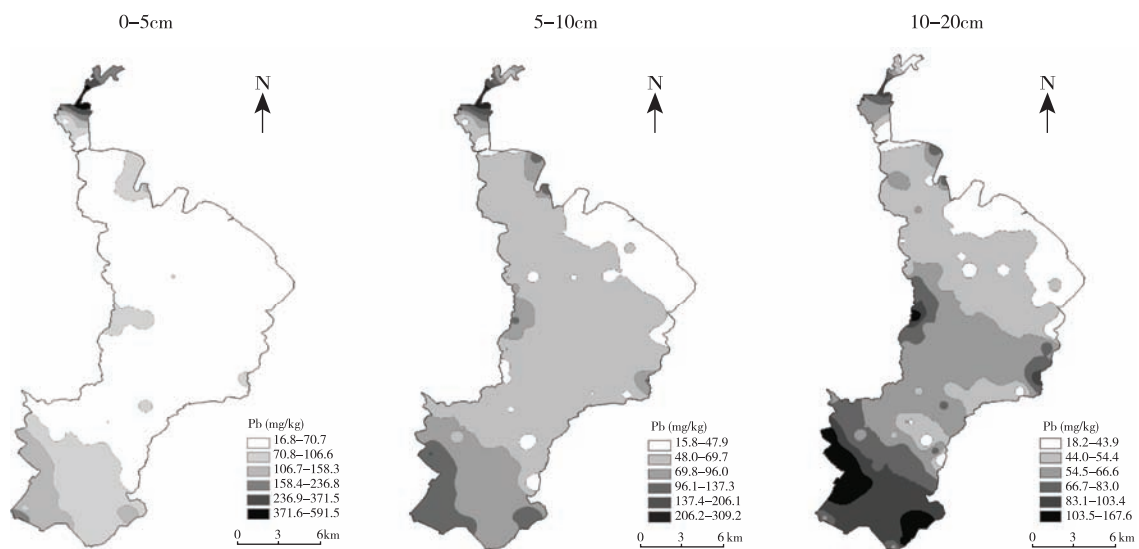 0–5cm
5–10cm
10–20cm
N
N
N
Pb (mg/kg)
16.8–70.7
70.8–106.6
106.7–158.3
158.4–236.8
236.9–371.5
371.6–591.5
0 3 6km
Pb (mg/kg)
15.8–47.9
48.0–69.7
69.8–96.0
96.1–137.3
137.4–206.1
206.2–309.2
0 3 6km
Pb (mg/kg)
18.2–43.9
44.0–54.4
54.5–66.6
66.7–83.0
83.1–103.4
103.5–167.6
0 3 6km